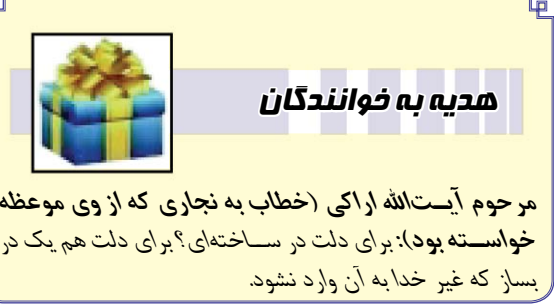 هدیه به خوانندگان
مرحوم آیت‌الله اراکی (خطاب به نجاری که از وی موعظه
خواسته بود): برای دلت در ساخته‌ای؟ برای دلت هم یک در
بساز که غیر خدا به آن وارد نشود.